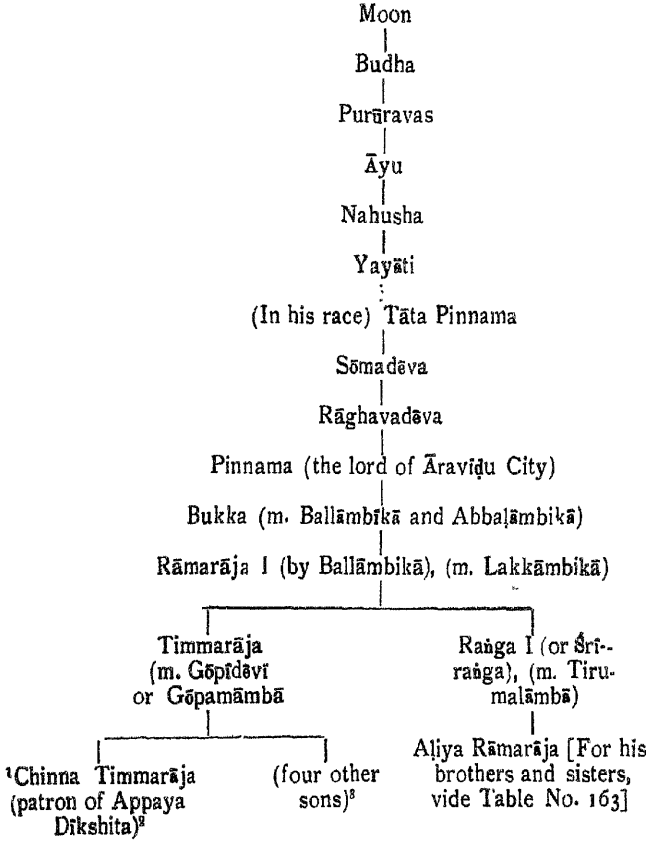 Moon
Budha
Purūravas
Āyu
Nahusha
Yayāti
(In his race) Tāta Pinnama
Sōmadēva
Rāghavadēva
Pinnama (the lord of Āravīḍu City)
Bukka (m. Ballāmbikā and Abbaḷāmbikā)
Rāmarāja I (by Ballāmbikā), (m. Lakkāmbikā)
Timmarāja
(m. Gōpīdēvī
or Gōpamāmbā
Raṅga I (or Śrī-
raṅga), (m. Tiru-
malāmbā)
¹Chinna Timmarāja
(patron of Appaya
Dīkshita)²
(four other
sons)³
Aḷiya Rāmarāja [For his
brothers and sisters,
vide Table No. 163]